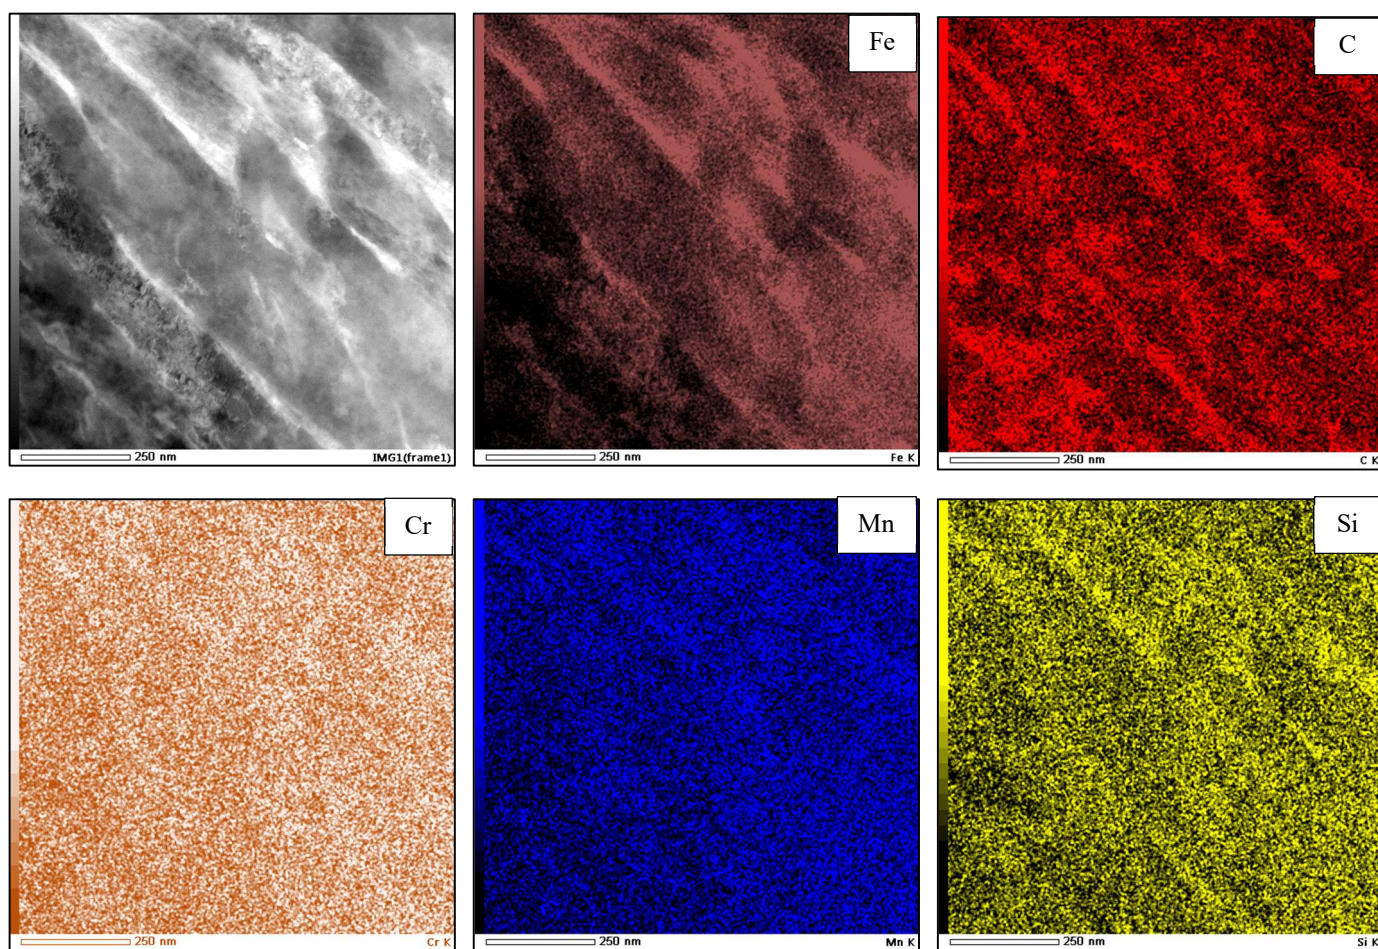 Fe
C
250 nm
IMG1(frame1)
250 nm
Fe K
250 nm
C K
Cr
Mn
Si
250 nm
Cr K
250 nm
Mn K
250 nm
Si K